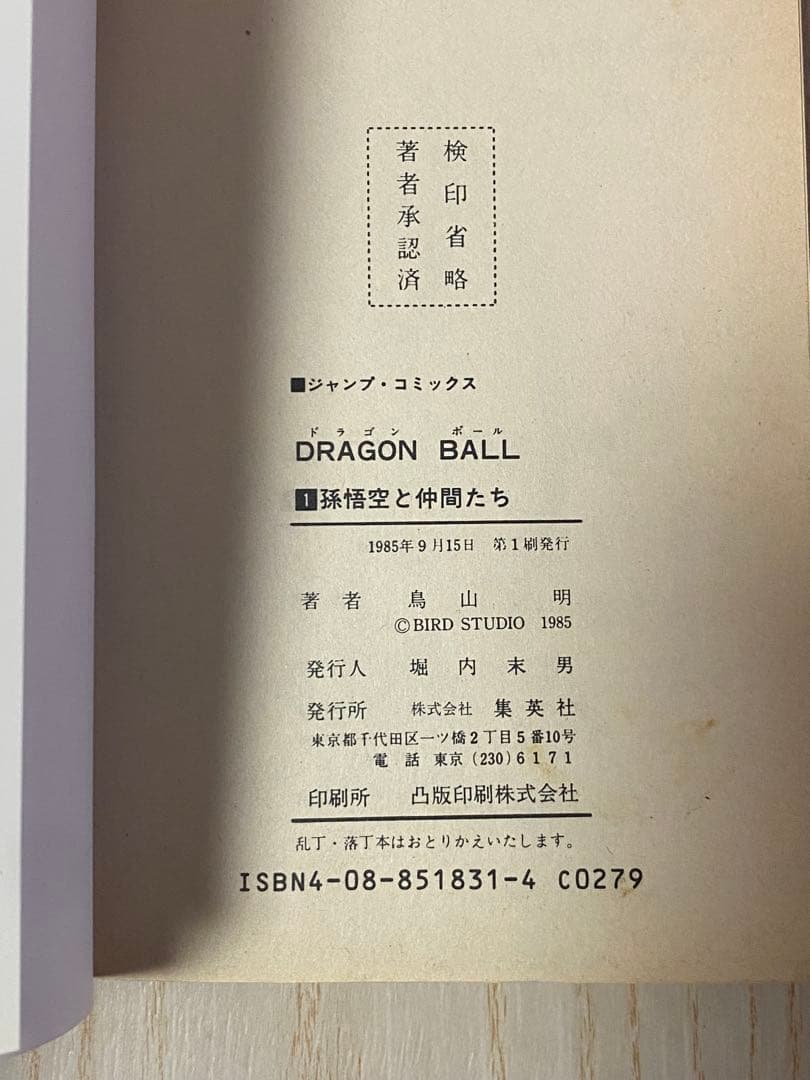 検印省略
著者承認済
■ジャンプ・コミックス
ドラゴン ボール
DRAGON BALL
1 孫悟空と仲間たち
1985年9月15日 第1刷発行
著者 鳥山 明
©BIRD STUDIO 1985
発行人 堀内末男
発行所 株式会社 集英社
東京都千代田区一ツ橋2丁目5番10号
電話 東京 (230) 6171
印刷所 凸版印刷株式会社
乱丁・落丁本はおとりかえいたします。
ISBN4-08-851831-4 C0279